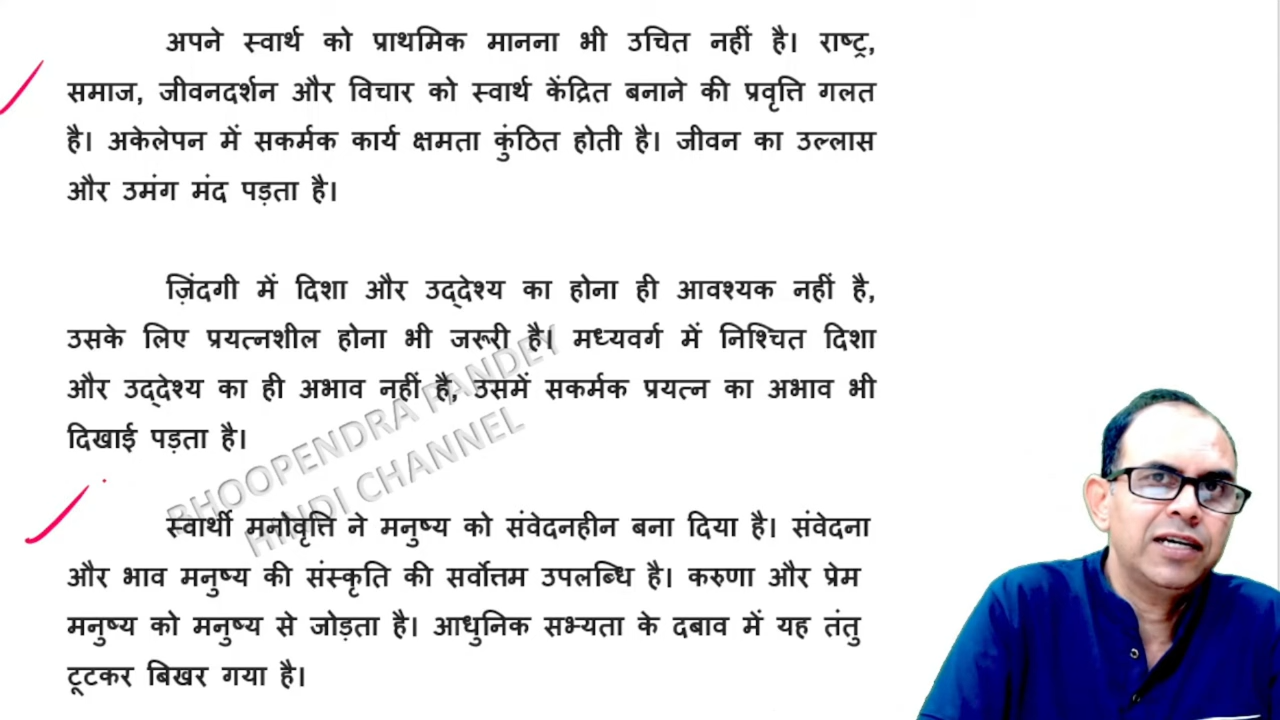 अपने स्वार्थ को प्राथमिक मानना भी उचित नहीं है। राष्ट्र,
समाज, जीवनदर्शन और विचार को स्वार्थ केंद्रित बनाने की प्रवृत्ति गलत
है। अकेलेपन में सकर्मक कार्य क्षमता कुंठित होती है। जीवन का उल्लास
और उमंग मंद पड़ता है।
ज़िंदगी में दिशा और उद्देश्य का होना ही आवश्यक नहीं है,
उसके लिए प्रयत्नशील होना भी जरूरी है। मध्यवर्ग में निश्चित दिशा
और उद्देश्य का ही अभाव नहीं है, उसमें सकर्मक प्रयत्न का अभाव भी
दिखाई पड़ता है।
BHOOPENDRA PANDEY
HINDI CHANNEL
स्वार्थी मनोवृत्ति ने मनुष्य को संवेदनहीन बना दिया है। संवेदना
और भाव मनुष्य की संस्कृति की सर्वोत्तम उपलब्धि है। करुणा और प्रेम
मनुष्य को मनुष्य से जोड़ता है। आधुनिक सभ्यता के दबाव में यह तंतु
टूटकर बिखर गया है।